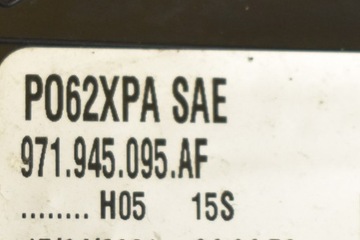 PO62XPA SAE
971.945.095.AF
........ H05 15S